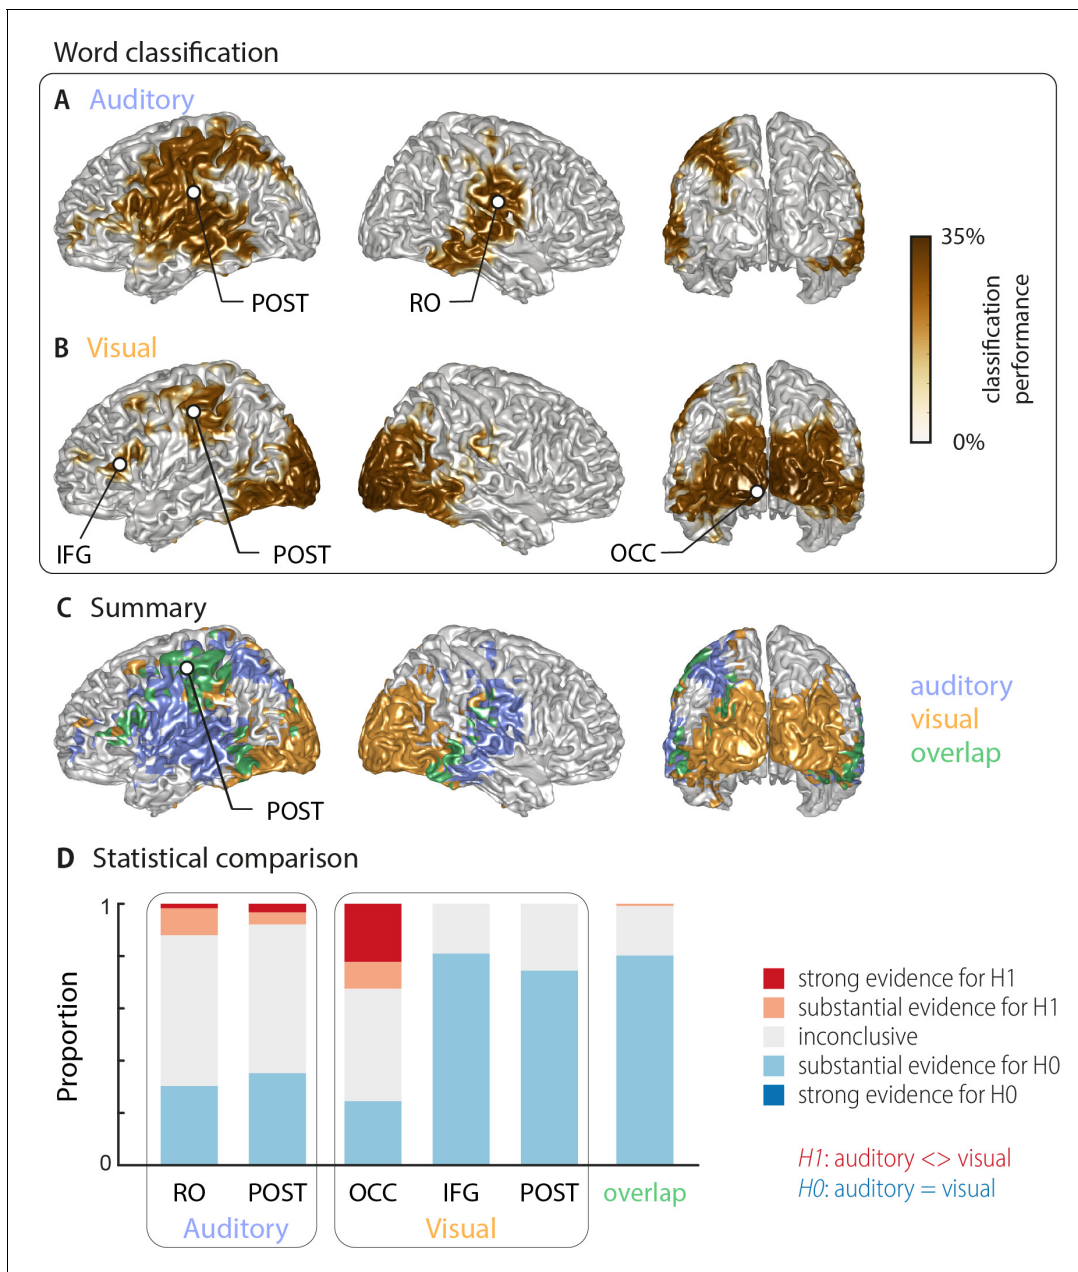 Word classification
A Auditory
POST
RO
35%
0%
classification
performance
B Visual
IFG
POST
OCC
C Summary
POST
auditory
visual
overlap
D Statistical comparison
Proportion
1
0
RO
POST
OCC
IFG
POST
overlap
Auditory
Visual
strong evidence for H1
substantial evidence for H1
inconclusive
substantial evidence for H0
strong evidence for H0
H1: auditory <> visual
H0: auditory = visual